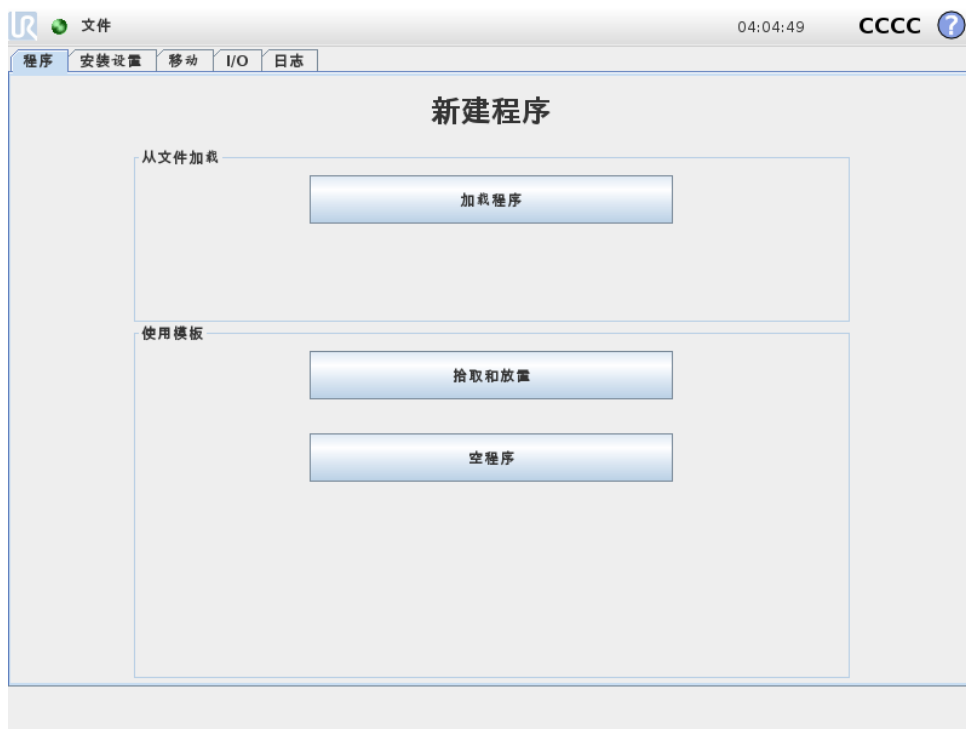 UR 文件 04:04:49 CCCC ?
程序 安装设置 移动 I/O 日志
新建程序
从文件加载
加载程序
使用模板
拾取和放置
空程序